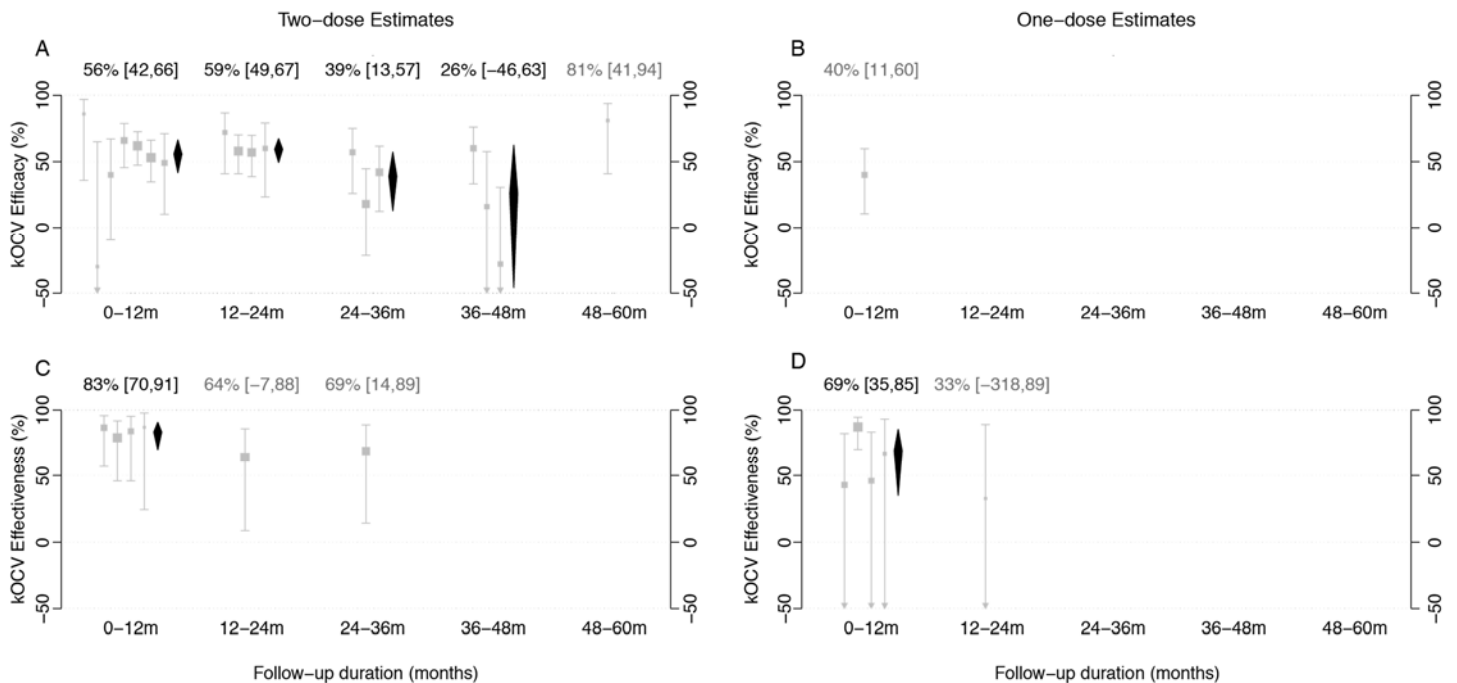 Two−dose Estimates
One−dose Estimates
A
56% [42,66] 59% [49,67] 39% [13,57] 26% [−46,63] 81% [41,94]
kOCV Efficacy (%)
100
50
0
−50
100
50
0
−50
0−12m 12−24m 24−36m 36−48m 48−60m
B
40% [11,60]
kOCV Efficacy (%)
100
50
0
−50
100
50
0
−50
0−12m 12−24m 24−36m 36−48m 48−60m
C
83% [70,91] 64% [−7,88] 69% [14,89]
kOCV Effectiveness (%)
100
50
0
−50
100
50
0
−50
0−12m 12−24m 24−36m 36−48m 48−60m
Follow−up duration (months)
D
69% [35,85] 33% [−318,89]
kOCV Effectiveness (%)
100
50
0
−50
100
50
0
−50
0−12m 12−24m 24−36m 36−48m 48−60m
Follow−up duration (months)